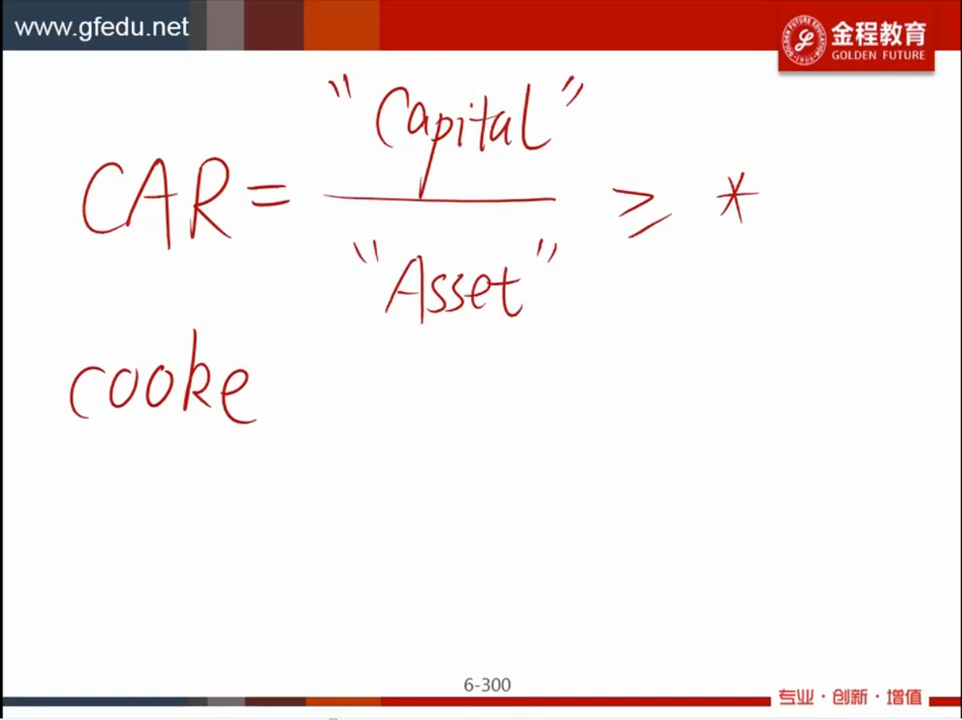 www.gfedu.net
金程教育
GOLDEN FUTURE
CAR = "Capital" / "Asset" ≥ *
cooke
6-300
专业·创新·增值